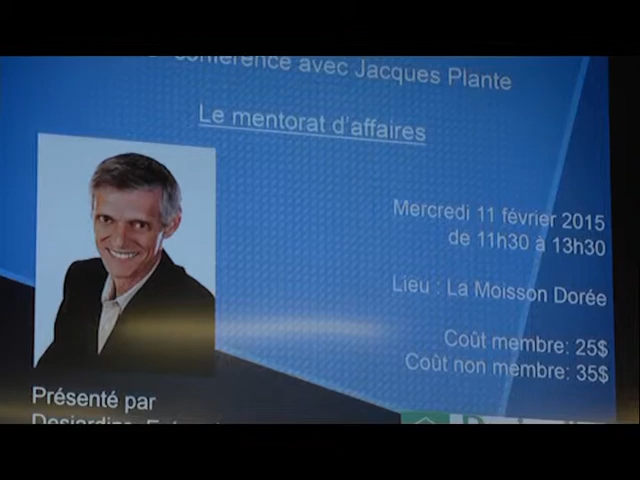 conférence avec Jacques Plante
Le mentorat d'affaires
Mercredi 11 février 2015
de 11h30 à 13h30
Lieu : La Moisson Dorée
Coût membre: 25$
Coût non membre: 35$
Présenté par
Desjardins